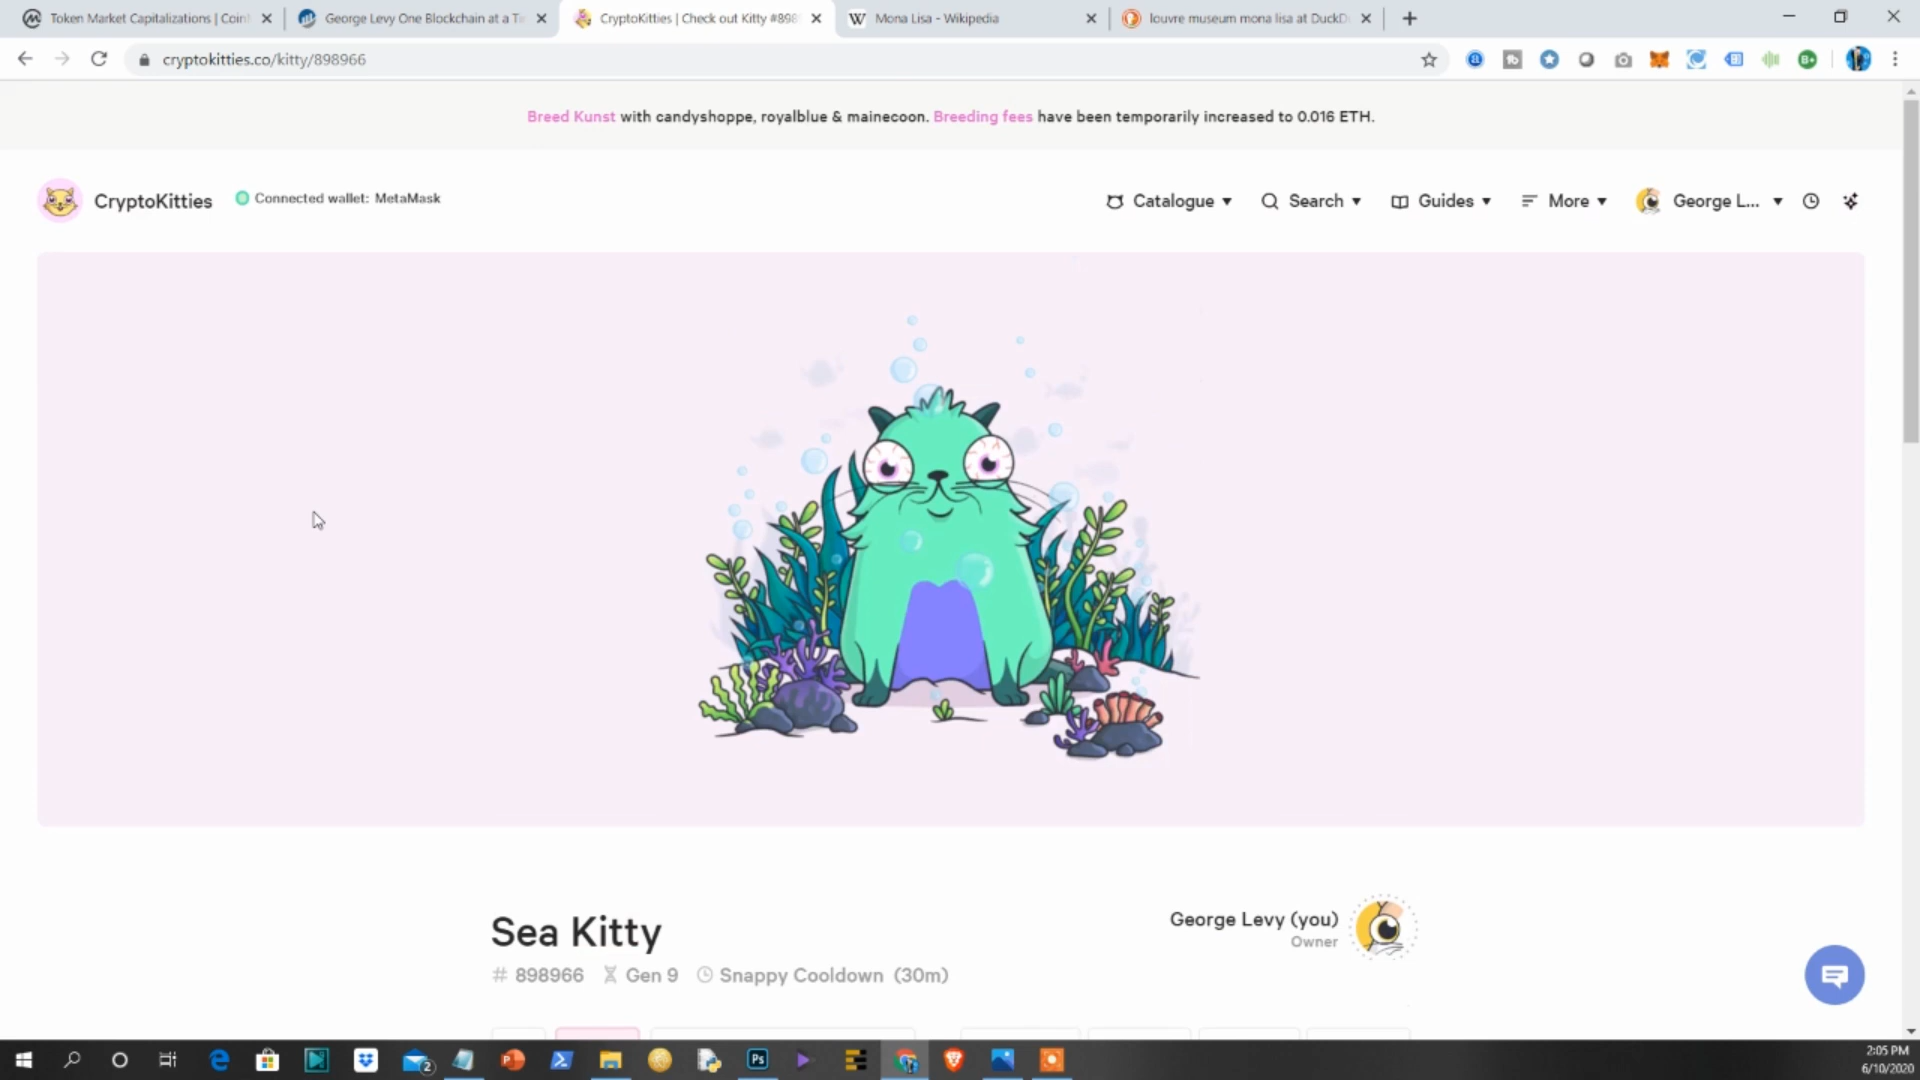 Token Market Capitalizations | Coin
George Levy One Blockchain at a Ti
CryptoKitties | Check out Kitty #898
Mona Lisa - Wikipedia
louvre museum mona lisa at DuckD
cryptokitties.co/kitty/898966
Breed Kunst with candyshoppe, royalblue & mainecoon. Breeding fees have been temporarily increased to 0.016 ETH.
CryptoKitties
Connected wallet: MetaMask
Catalogue
Search
Guides
More
George L...
Sea Kitty
George Levy (you)
Owner
# 898966
Gen 9
Snappy Cooldown (30m)
2:05 PM
6/10/2020